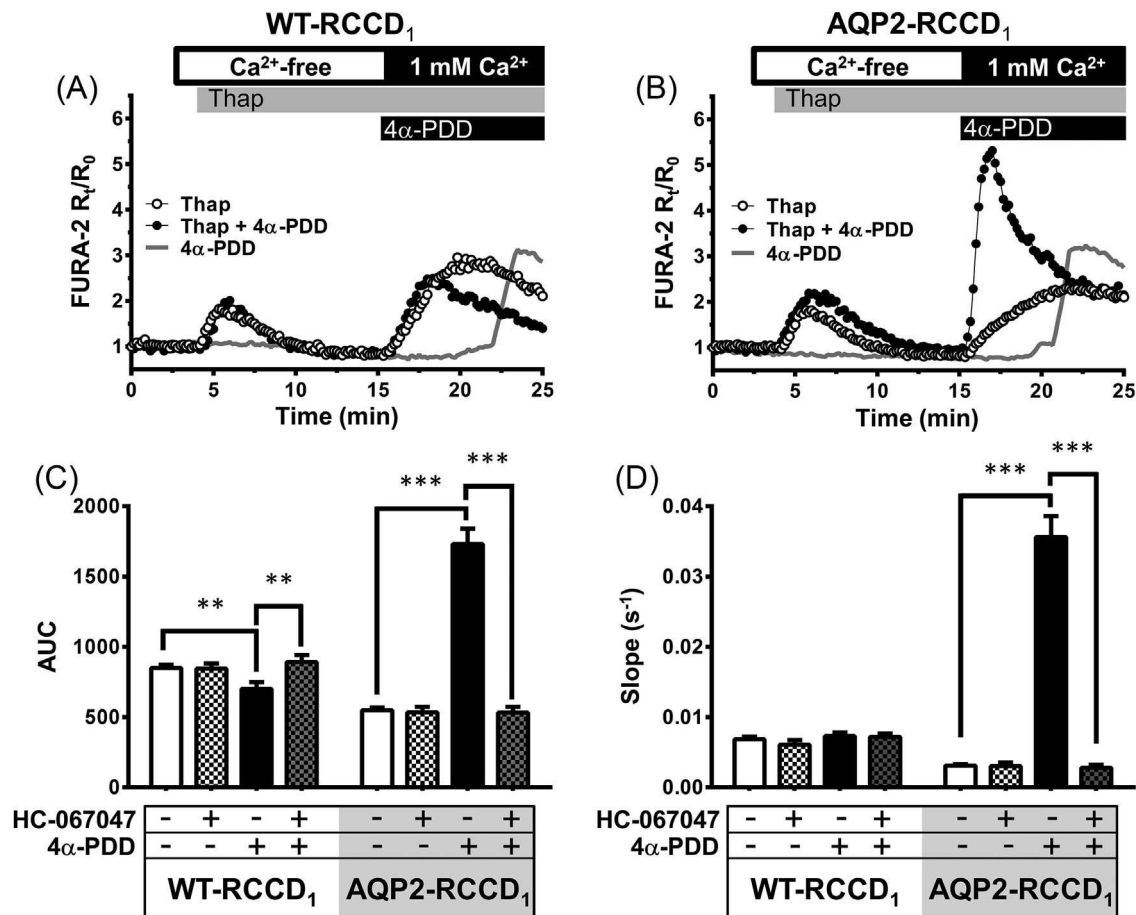 WT-RCCD₁
AQP2-RCCD₁
(A)
Ca²⁺-free
1 mM Ca²⁺
Thap
4α-PDD
FURA-2 Rₜ/R₀
6
5
4
3
2
1
Thap
Thap + 4α-PDD
4α-PDD
0 5 10 15 20 25
Time (min)
(B)
Ca²⁺-free
1 mM Ca²⁺
Thap
4α-PDD
FURA-2 Rₜ/R₀
6
5
4
3
2
1
Thap
Thap + 4α-PDD
4α-PDD
0 5 10 15 20 25
Time (min)
(C)
AUC
2000
1500
1000
500
0
** ** *** ***
HC-067047 - + - + - + - +
4α-PDD - - + + - - + +
WT-RCCD₁ AQP2-RCCD₁
(D)
Slope (s⁻¹)
0.04
0.03
0.02
0.01
0.00
*** ***
HC-067047 - + - + - + - +
4α-PDD - - + + - - + +
WT-RCCD₁ AQP2-RCCD₁